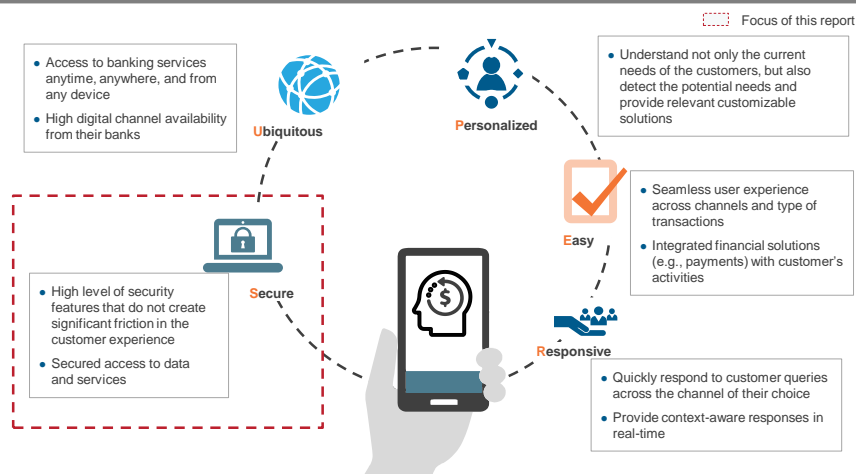 Focus of this report
● Access to banking services
anytime, anywhere, and from
any device
● High digital channel availability
from their banks
Ubiquitous
Personalized
● Understand not only the current
needs of the customers, but also
detect the potential needs and
provide relevant customizable
solutions
Easy
● Seamless user experience
across channels and type of
transactions
● Integrated financial solutions
(e.g., payments) with customer's
activities
Secure
● High level of security
features that do not create
significant friction in the
customer experience
● Secured access to data
and services
$
Responsive
● Quickly respond to customer queries
across the channel of their choice
● Provide context-aware responses in
real-time